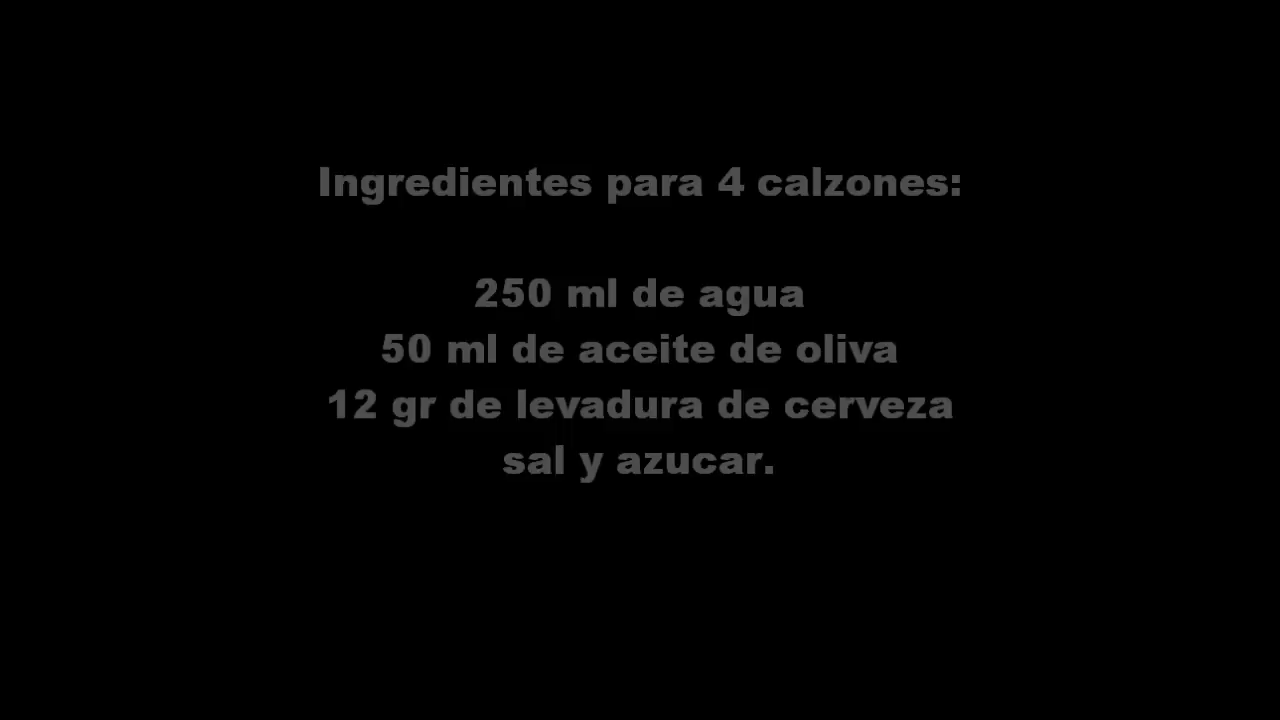 Ingredientes para 4 calzones:
250 ml de agua
50 ml de aceite de oliva
12 gr de levadura de cerveza
sal y azucar.